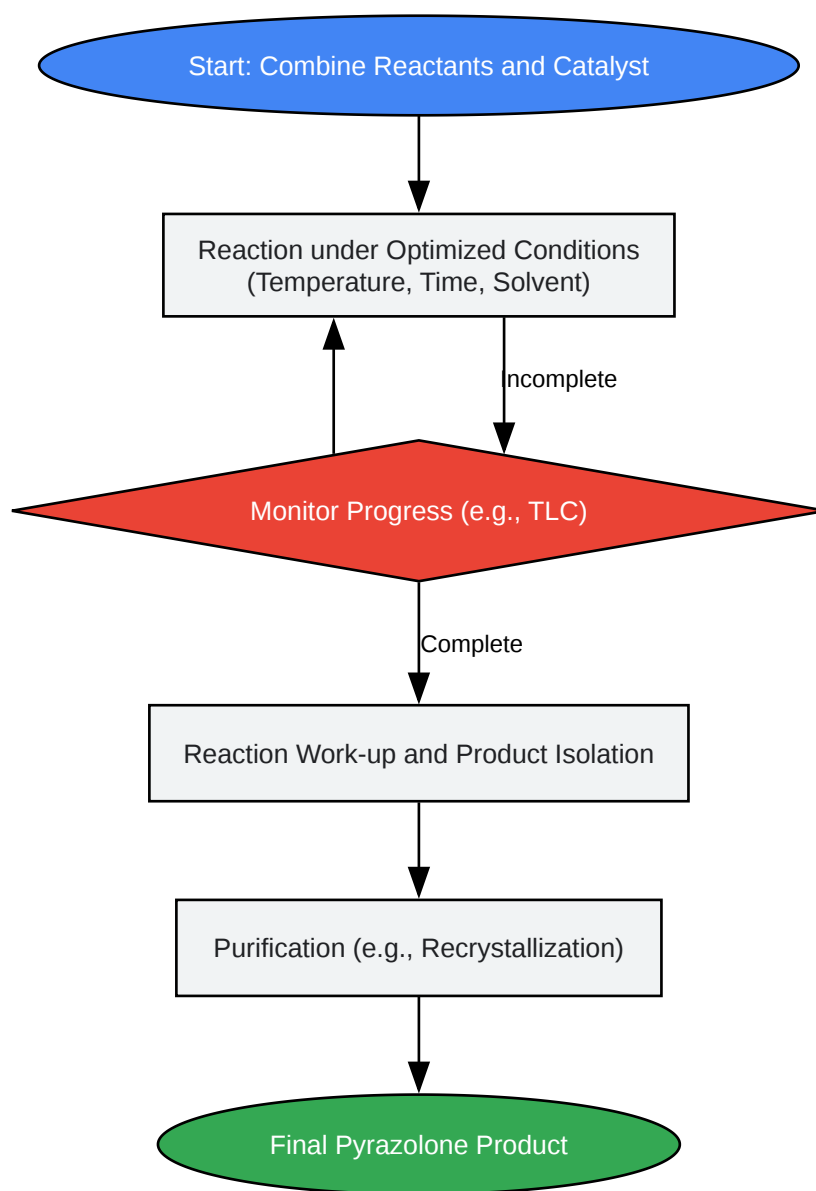 Start: Combine Reactants and Catalyst
Reaction under Optimized Conditions
(Temperature, Time, Solvent)
Incomplete
Monitor Progress (e.g., TLC)
Complete
Reaction Work-up and Product Isolation
Purification (e.g., Recrystallization)
Final Pyrazolone Product